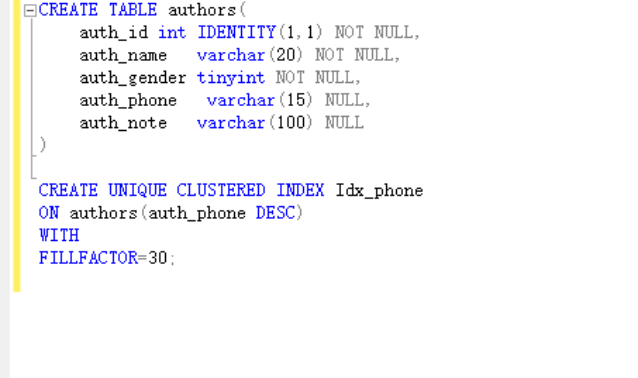 CREATE TABLE authors(
auth_id int IDENTITY(1,1) NOT NULL,
auth_name varchar(20) NOT NULL,
auth_gender tinyint NOT NULL,
auth_phone varchar(15) NULL,
auth_note varchar(100) NULL
)
CREATE UNIQUE CLUSTERED INDEX Idx_phone
ON authors(auth_phone DESC)
WITH
FILLFACTOR=30;